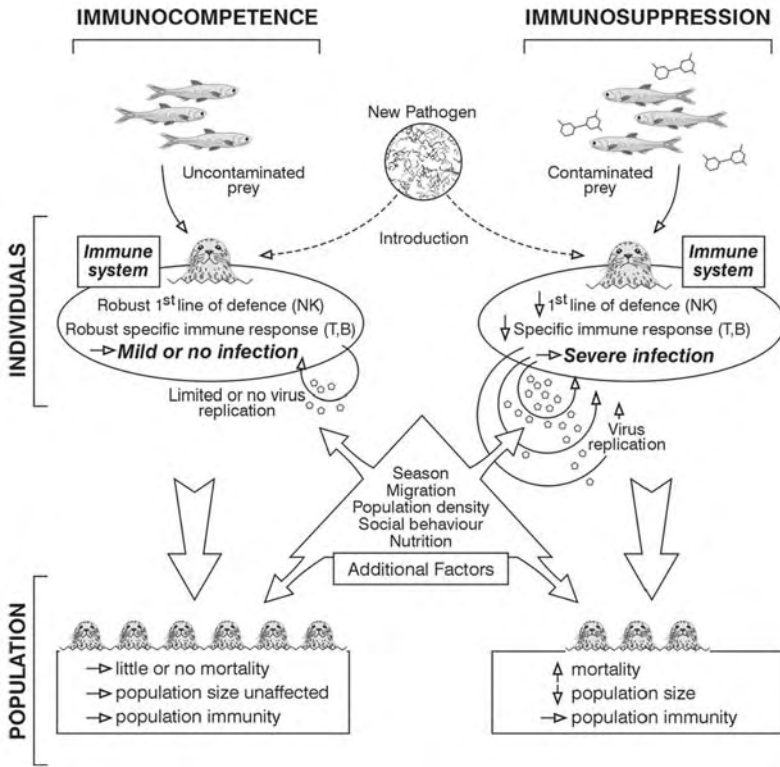 IMMUNOCOMPETENCE
IMMUNOSUPPRESSION
New Pathogen
Uncontaminated
prey
Contaminated
prey
Introduction
INDIVIDUALS
Immune
system
Robust 1st line of defence (NK)
Robust specific immune response (T,B)
Mild or no infection
Limited or no virus
replication
Immune
system
1st line of defence (NK)
Specific immune response (T,B)
Severe infection
Virus
replication
Season
Migration
Population density
Social behaviour
Nutrition
Additional Factors
POPULATION
little or no mortality
population size unaffected
population immunity
mortality
population size
population immunity